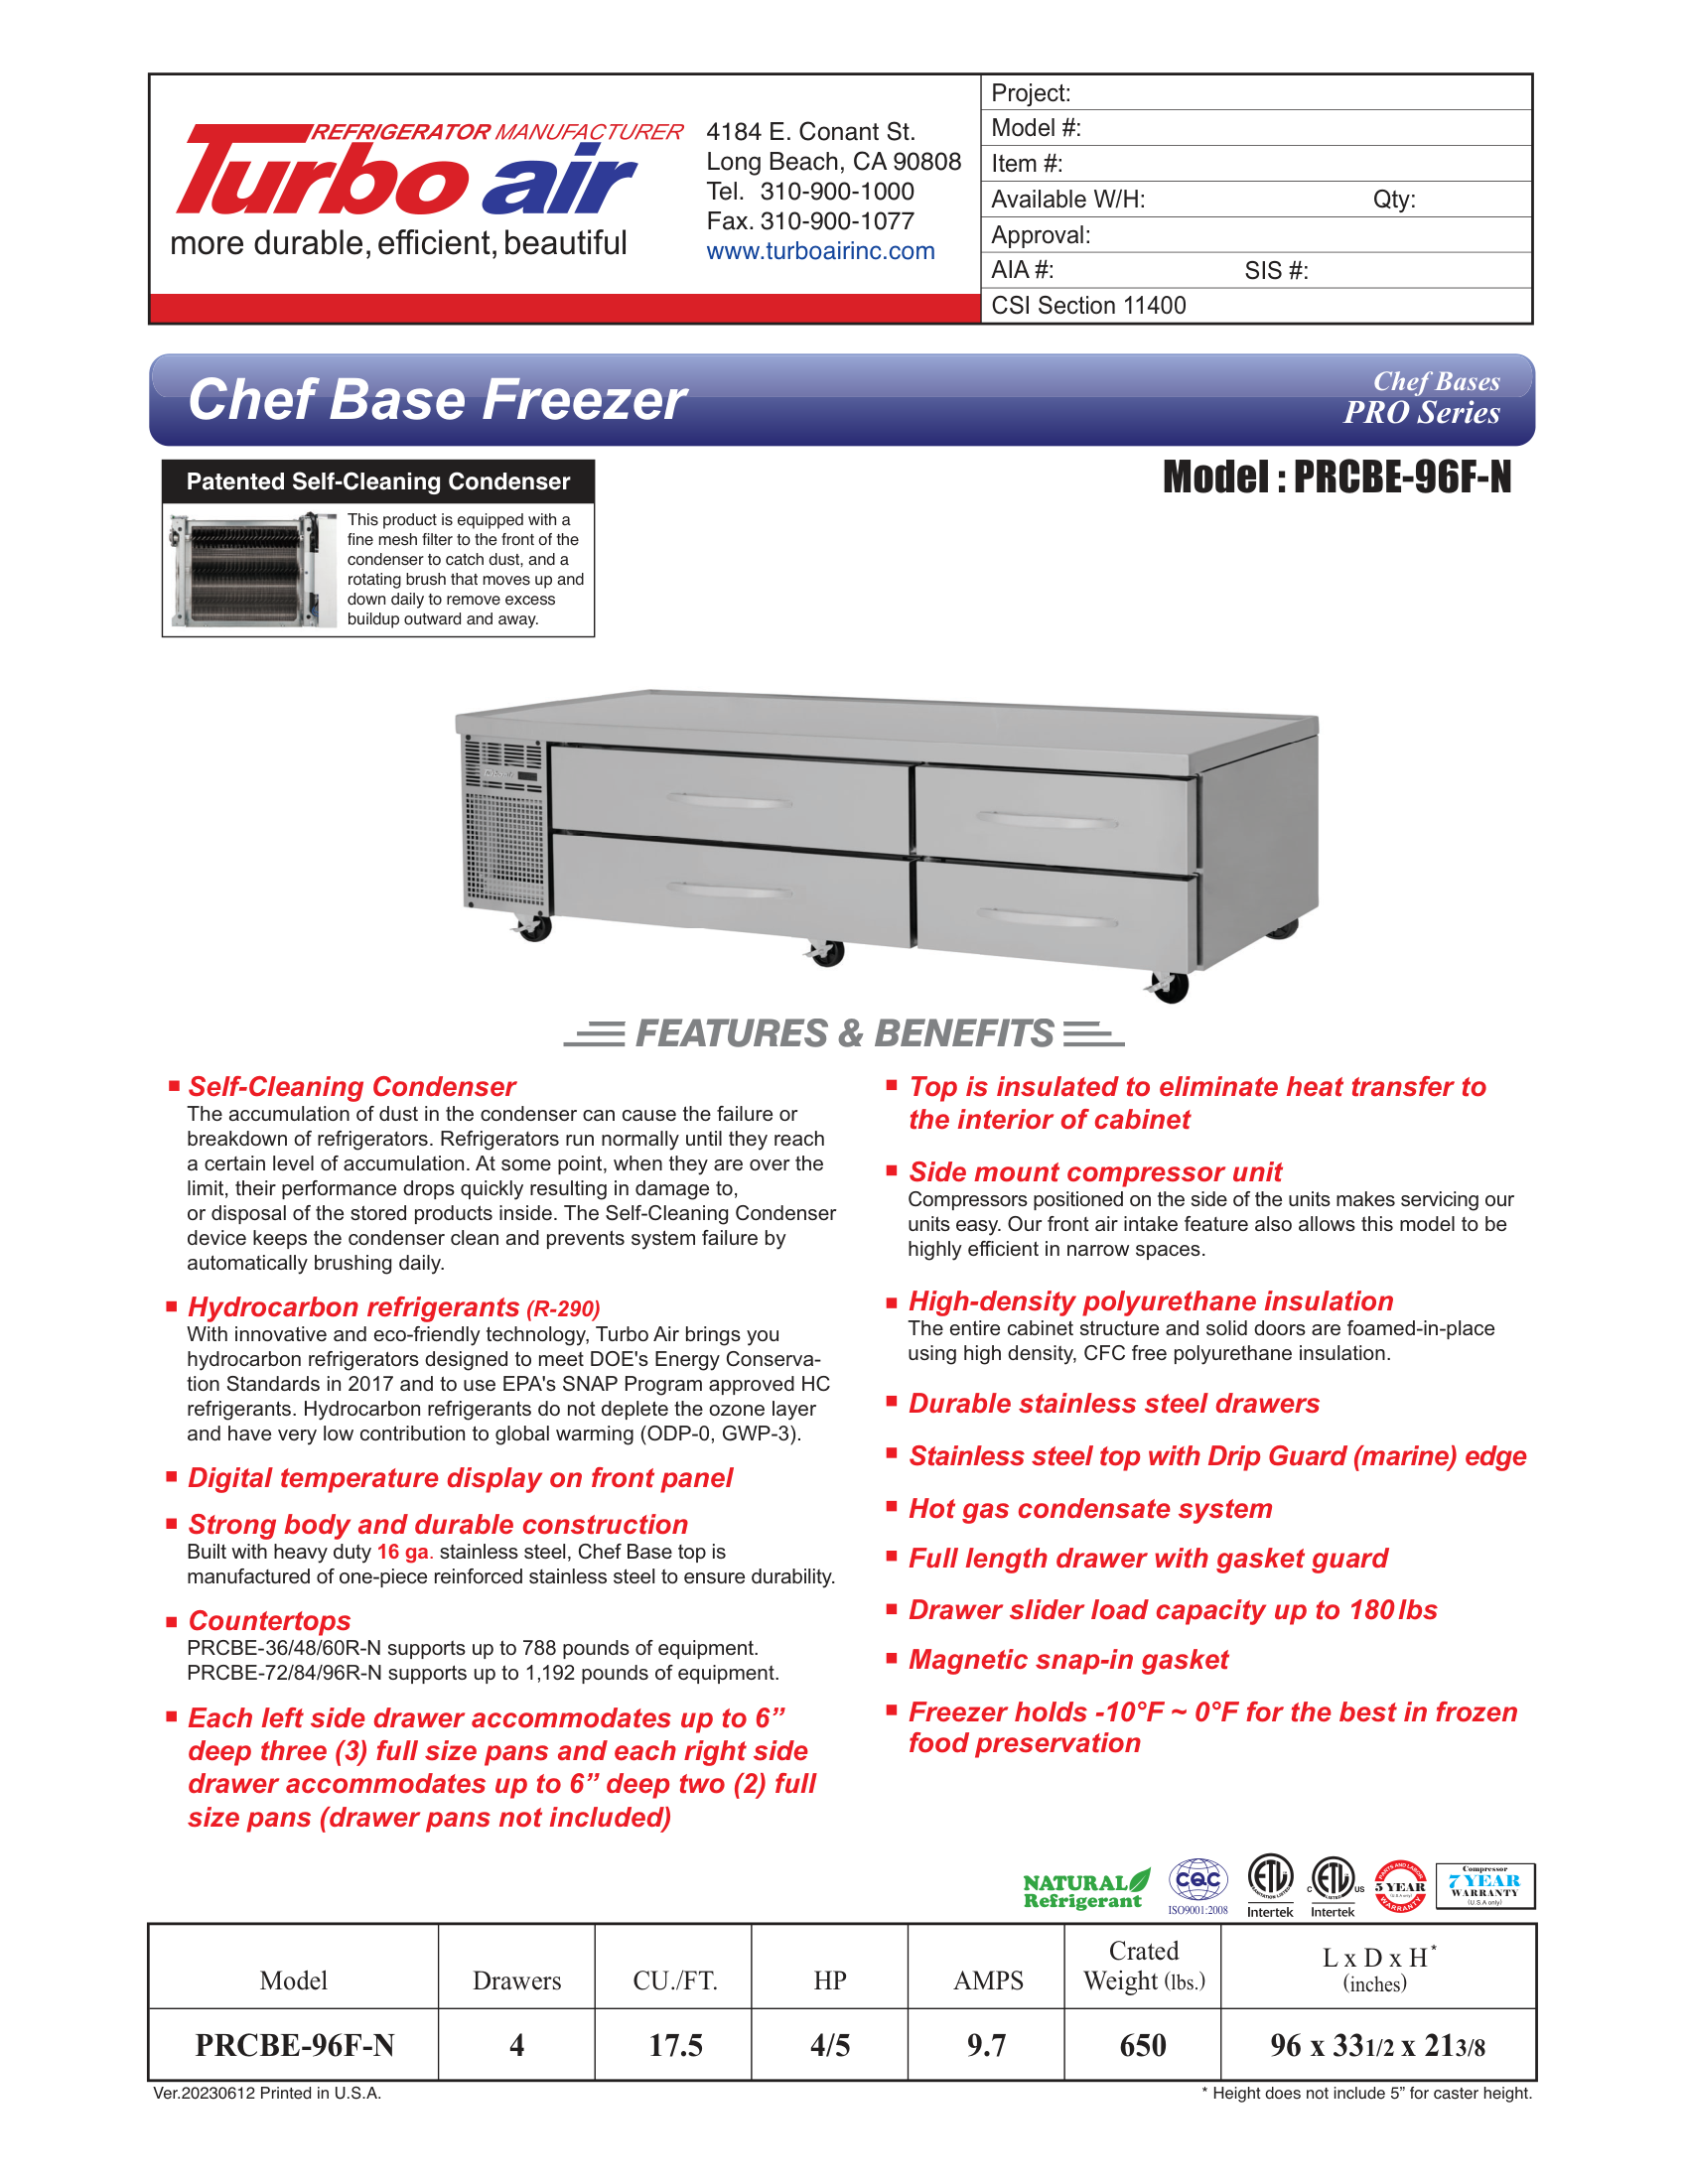 REFRIGERATOR MANUFACTURER
Turbo air
more durable, efficient, beautiful
4184 E. Conant St.
Long Beach, CA 90808
Tel. 310-900-1000
Fax. 310-900-1077
www.turboairinc.com
Project:
Model #:
Item #:
Available W/H: Qty:
Approval:
AIA #: SIS #:
CSI Section 11400
Chef Base Freezer
Chef Bases
PRO Series
Patented Self-Cleaning Condenser
This product is equipped with a
fine mesh filter to the front of the
condenser to catch dust, and a
rotating brush that moves up and
down daily to remove excess
buildup outward and away.
Model : PRCBE-96F-N
FEATURES & BENEFITS
Self-Cleaning Condenser
The accumulation of dust in the condenser can cause the failure or
breakdown of refrigerators. Refrigerators run normally until they reach
a certain level of accumulation. At some point, when they are over the
limit, their performance drops quickly resulting in damage to,
or disposal of the stored products inside. The Self-Cleaning Condenser
device keeps the condenser clean and prevents system failure by
automatically brushing daily.
Hydrocarbon refrigerants (R-290)
With innovative and eco-friendly technology, Turbo Air brings you
hydrocarbon refrigerators designed to meet DOE's Energy Conserva-
tion Standards in 2017 and to use EPA's SNAP Program approved HC
refrigerants. Hydrocarbon refrigerants do not deplete the ozone layer
and have very low contribution to global warming (ODP-0, GWP-3).
Digital temperature display on front panel
Strong body and durable construction
Built with heavy duty 16 ga. stainless steel, Chef Base top is
manufactured of one-piece reinforced stainless steel to ensure durability.
Countertops
PRCBE-36/48/60R-N supports up to 788 pounds of equipment.
PRCBE-72/84/96R-N supports up to 1,192 pounds of equipment.
Each left side drawer accommodates up to 6”
deep three (3) full size pans and each right side
drawer accommodates up to 6” deep two (2) full
size pans (drawer pans not included)
Top is insulated to eliminate heat transfer to
the interior of cabinet
Side mount compressor unit
Compressors positioned on the side of the units makes servicing our
units easy. Our front air intake feature also allows this model to be
highly efficient in narrow spaces.
High-density polyurethane insulation
The entire cabinet structure and solid doors are foamed-in-place
using high density, CFC free polyurethane insulation.
Durable stainless steel drawers
Stainless steel top with Drip Guard (marine) edge
Hot gas condensate system
Full length drawer with gasket guard
Drawer slider load capacity up to 180 lbs
Magnetic snap-in gasket
Freezer holds -10°F ~ 0°F for the best in frozen
food preservation
NATURAL
Refrigerant
CQC
ISO9001:2008
ETL
SANITATION LISTED
Intertek
C ETL US
LISTED
Intertek
PARTS AND LABOR
5 YEAR
(U.S.A only)
WARRANTY
Compressor
7 YEAR
WARRANTY
(U.S.A only)
Model Drawers CU./FT. HP AMPS Crated Weight (lbs.) L x D x H* (inches)
PRCBE-96F-N 4 17.5 4/5 9.7 650 96 x 331/2 x 213/8
Ver.20230612 Printed in U.S.A.
* Height does not include 5” for caster height.